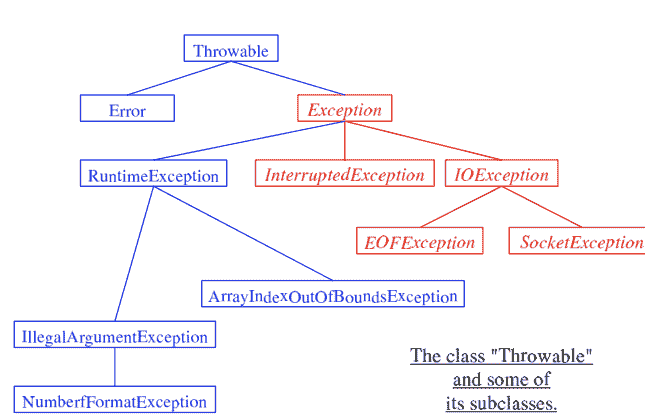 Throwable
Error
Exception
RuntimeException
InterruptedException
IOException
EOFException
SocketException
ArrayIndexOutOfBoundsException
IllegalArgumentException
The class "Throwable"
and some of
its subclasses.
NumberfFormatException